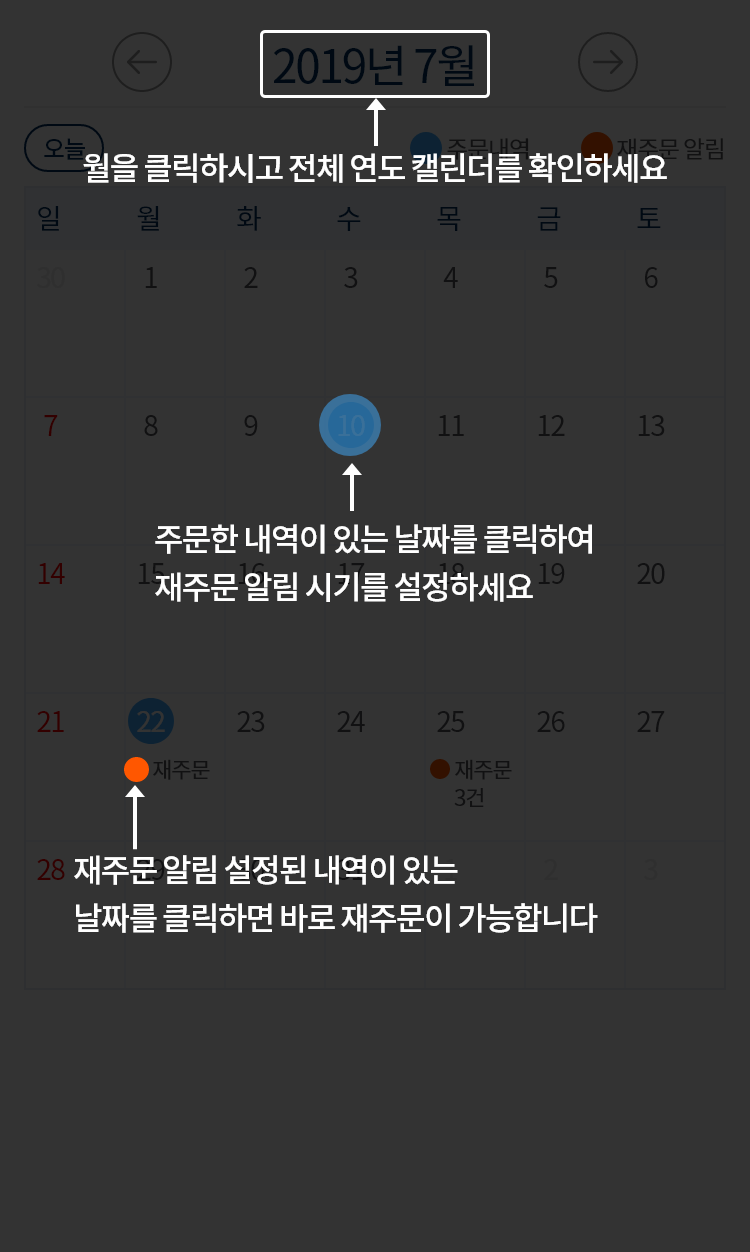 2019년 7월
오늘
주문내역
재주문 알림
월을 클릭하시고 전체 연도 캘린더를 확인하세요
일 월 화 수 목 금 토
30 1 2 3 4 5 6
7 8 9 10 11 12 13
주문한 내역이 있는 날짜를 클릭하여
14 15 16 17 18 19 20
재주문 알림 시기를 설정하세요
21 22 23 24 25 26 27
재주문
재주문
3건
28 29 2 3
재주문 알림 설정된 내역이 있는
날짜를 클릭하면 바로 재주문이 가능합니다